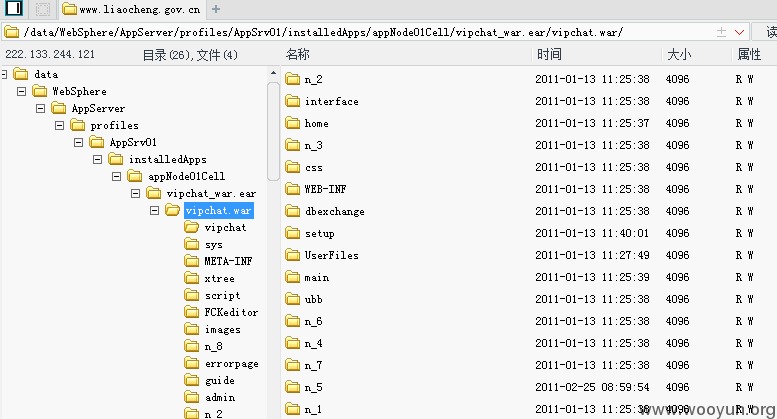 www.liaocheng.gov.cn
/data/WebSphere/AppServer/profiles/AppSrv01/installedApps/appNode01Cell/vipchat_war.ear/vipchat.war/ 读
222.133.244.121 目录(26),文件(4) 名称 时间 大小 属性
data
WebSphere
AppServer
profiles
AppSrv01
installedApps
appNode01Cell
vipchat_war.ear
vipchat.war
vipchat
sys
META-INF
xtree
script
FCKeditor
images
n_8
errorpage
guide
admin
n_2
n_2 2011-01-13 11:25:38 4096 R W
interface 2011-01-13 11:25:38 4096 R W
home 2011-01-13 11:25:37 4096 R W
n_3 2011-01-13 11:25:38 4096 R W
css 2011-01-13 11:25:38 4096 R W
WEB-INF 2011-01-13 11:25:38 4096 R W
dbexchange 2011-01-13 11:25:38 4096 R W
setup 2011-01-13 11:40:01 4096 R W
UserFiles 2011-01-13 11:27:49 4096 R W
main 2011-01-13 11:25:39 4096 R W
ubb 2011-01-13 11:25:38 4096 R W
n_6 2011-01-13 11:25:38 4096 R W
n_4 2011-01-13 11:25:38 4096 R W
n_7 2011-01-13 11:25:38 4096 R W
n_5 2011-02-25 08:59:54 4096 R W
n_1 2011-01-13 11:25:38 4096 R W
www.wooyun.org